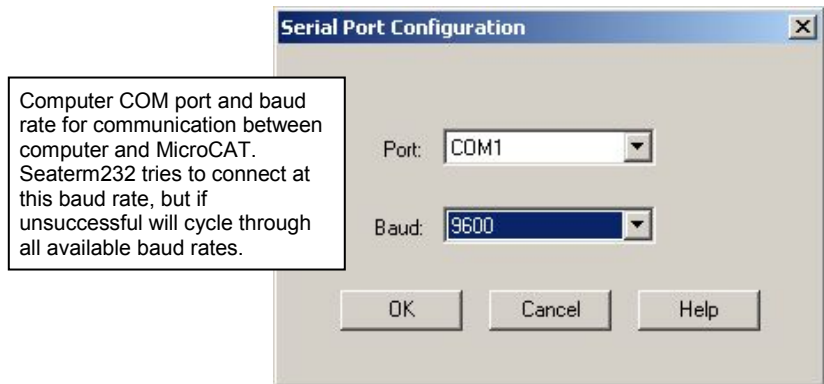 Serial Port Configuration
Computer COM port and baud
rate for communication between
computer and MicroCAT.
Seaterm232 tries to connect at
this baud rate, but if
unsuccessful will cycle through
all available baud rates.
Port: COM1
Baud: 9600
OK Cancel Help